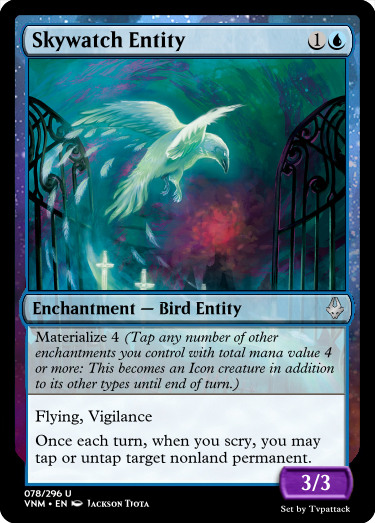 Skywatch Entity 1
Enchantment — Bird Entity
Materialize 4 (Tap any number of other
enchantments you control with total mana value 4
or more: This becomes an Icon creature in addition
to its other types until end of turn.)
Flying, Vigilance
Once each turn, when you scry, you may
tap or untap target nonland permanent.
3/3
078/296 U
VNM • EN Jackson Tjota
Set by Tvpattack